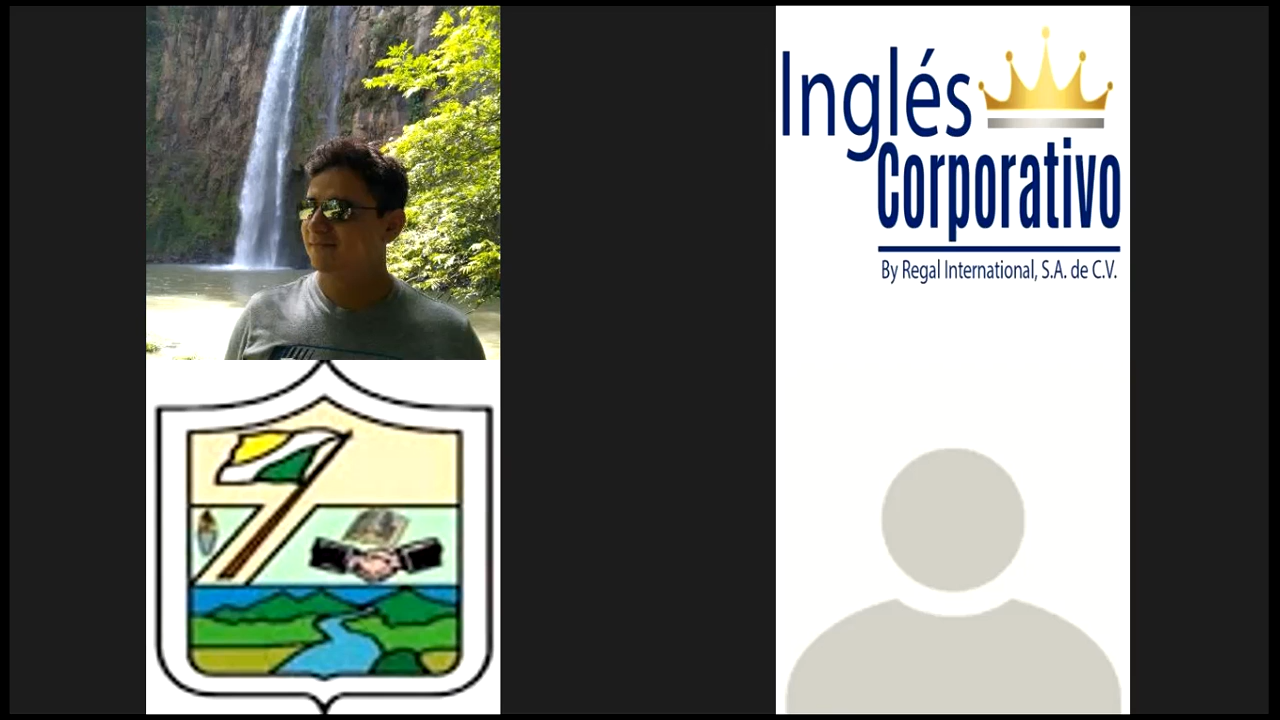 Inglés
Corporativo
By Regal International, S.A. de C.V.